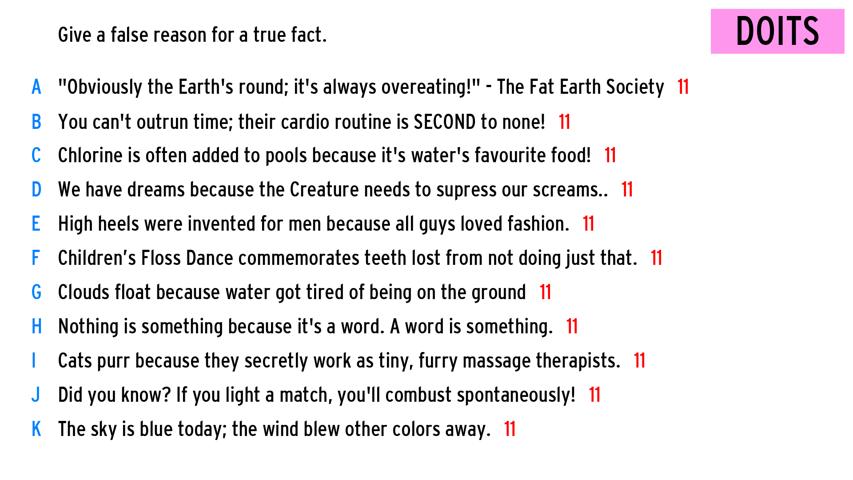 DOITS
Give a false reason for a true fact.
A "Obviously the Earth's round; it's always overeating!" - The Fat Earth Society 11
B You can't outrun time; their cardio routine is SECOND to none! 11
C Chlorine is often added to pools because it's water's favourite food! 11
D We have dreams because the Creature needs to supress our screams.. 11
E High heels were invented for men because all guys loved fashion. 11
F Children’s Floss Dance commemorates teeth lost from not doing just that. 11
G Clouds float because water got tired of being on the ground 11
H Nothing is something because it's a word. A word is something. 11
I Cats purr because they secretly work as tiny, furry massage therapists. 11
J Did you know? If you light a match, you'll combust spontaneously! 11
K The sky is blue today; the wind blew other colors away. 11